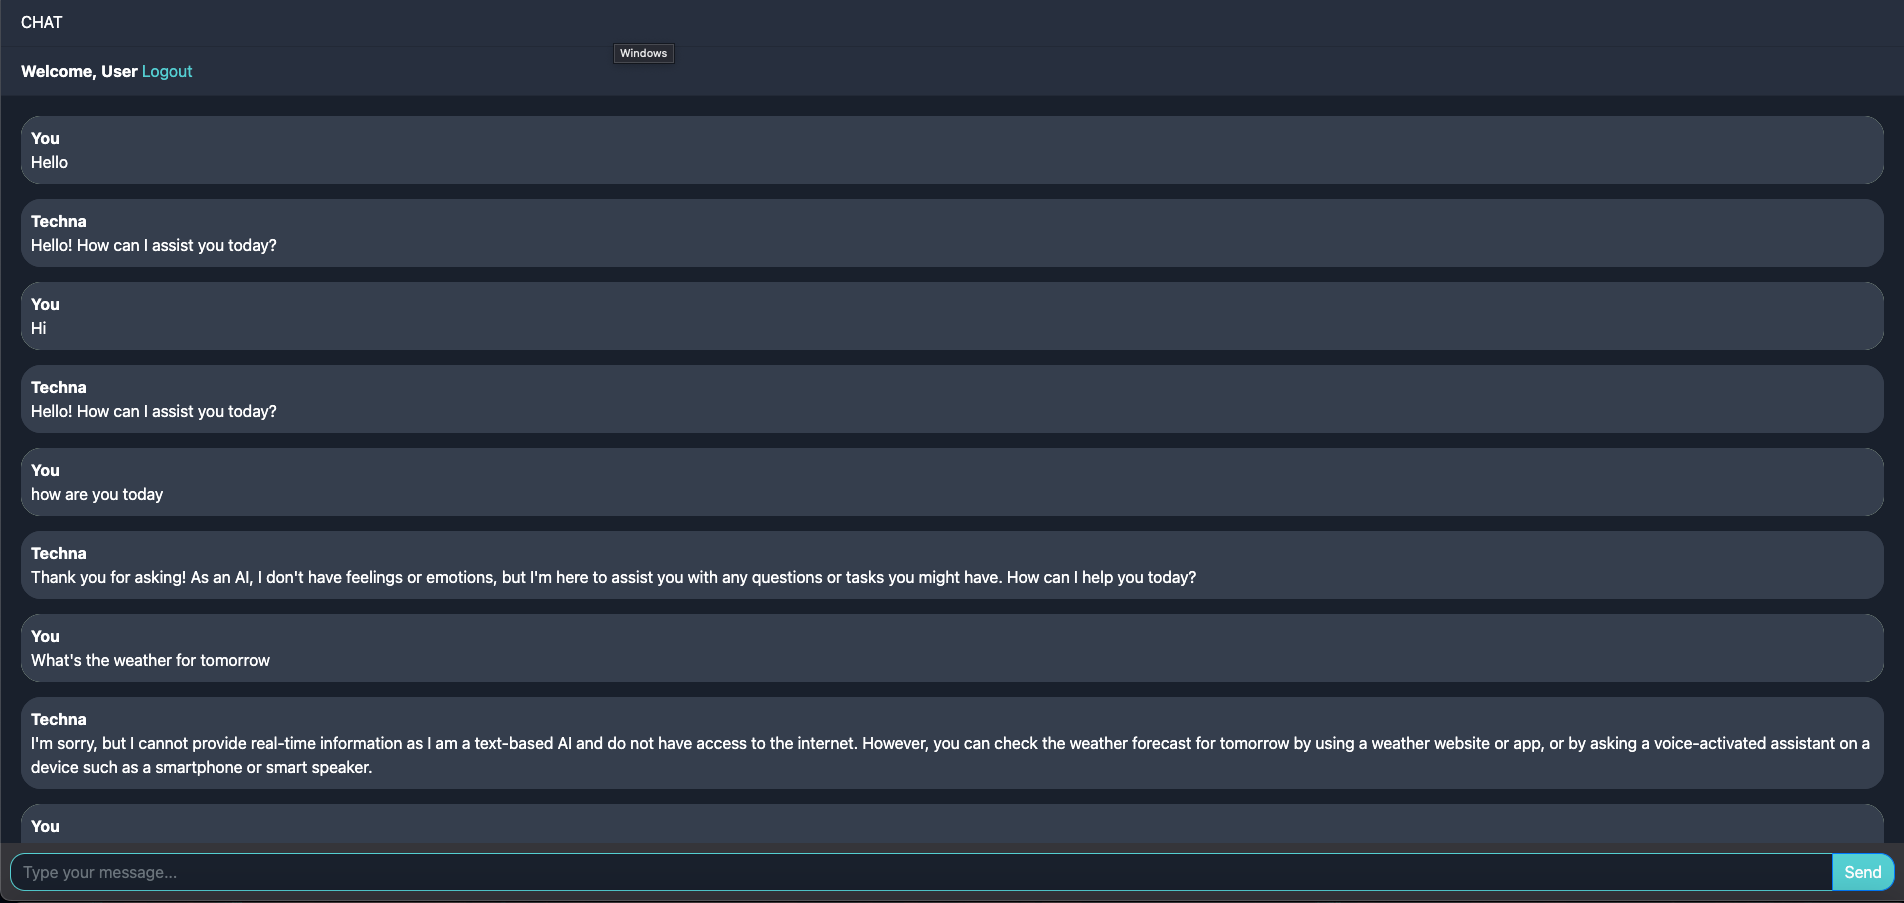 CHAT
Windows
Welcome, User Logout
You
Hello
Techna
Hello! How can I assist you today?
You
Hi
Techna
Hello! How can I assist you today?
You
how are you today
Techna
Thank you for asking! As an AI, I don't have feelings or emotions, but I'm here to assist you with any questions or tasks you might have. How can I help you today?
You
What's the weather for tomorrow
Techna
I'm sorry, but I cannot provide real-time information as I am a text-based AI and do not have access to the internet. However, you can check the weather forecast for tomorrow by using a weather website or app, or by asking a voice-activated assistant on a
device such as a smartphone or smart speaker.
You
Type your message...
Send